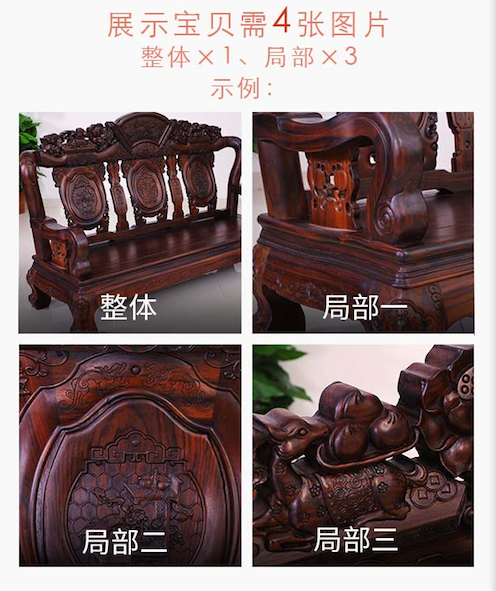 展示宝贝需4张图片
整体×1、局部×3
示例：
整体
局部一
局部二
局部三